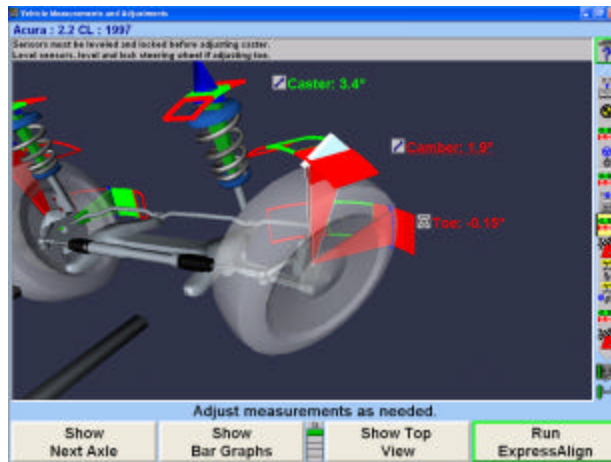 Vehicle Measurements and Adjustments
Acura : 2.2 CL : 1997
Sensors must be leveled and locked before adjusting caster.
Level sensors, level and lock steering wheel if adjusting toe.
?
Caster: 3.4°
Camber: 1.9°
Toe: -0.15°
Adjust measurements as needed.
Show
Next Axle
Show
Bar Graphs
Show Top
View
Run
ExpressAlign